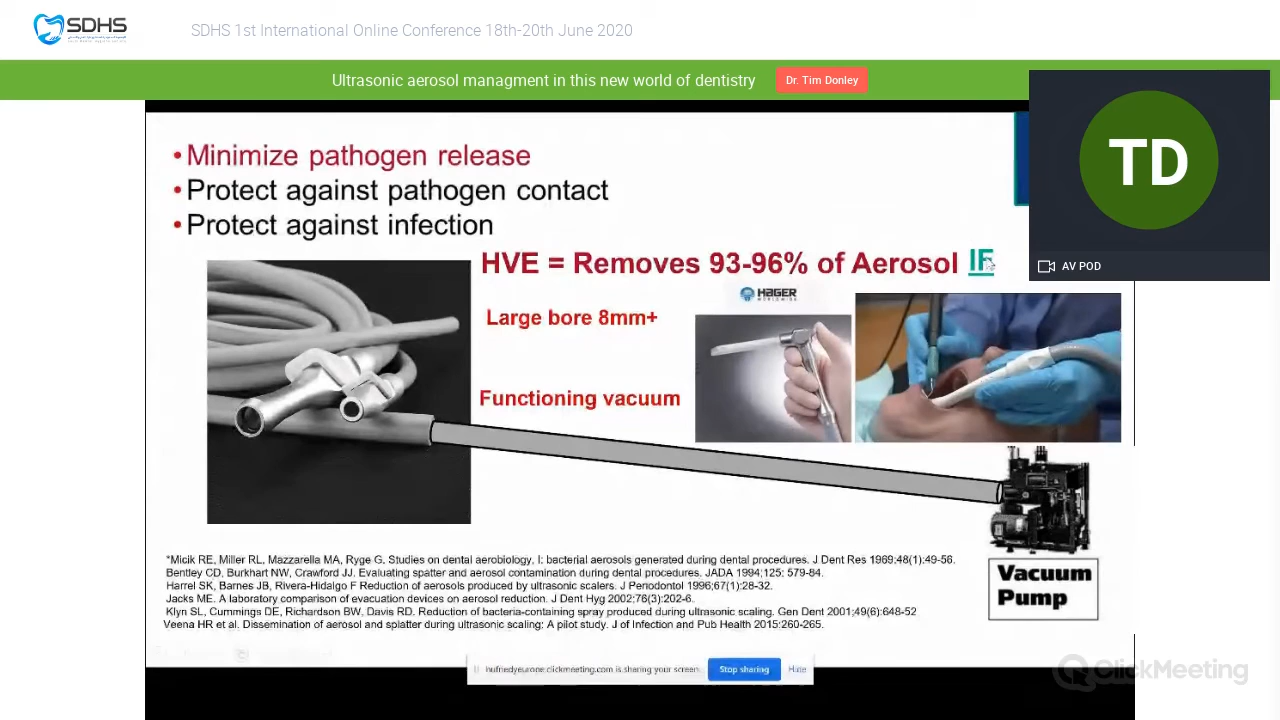 SDHS
SDHS 1st International Online Conference 18th-20th June 2020
Ultrasonic aerosol managment in this new world of dentistry
Dr. Tim Donley
TD
AV POD
•Minimize pathogen release
•Protect against pathogen contact
•Protect against infection
HVE = Removes 93-96% of Aerosol IF
HAGER
WORLDWIDE
Large bore 8mm+
Functioning vacuum
*Micik RE, Miller RL, Mazzarella MA, Ryge G. Studies on dental aerobiology, I: bacterial aerosols generated during dental procedures. J Dent Res 1969;48(1):49-56.
Bentley CD, Burkhart NW, Crawford JJ. Evaluating spatter and aerosol contamination during dental procedures. JADA 1994;125: 579-84.
Harrel SK, Barnes JB, Rivera-Hidalgo F Reduction of aerosols produced by ultrasonic scalers. J Periodontol 1996;67(1):28-32.
Jacks ME. A laboratory comparison of evacuation devices on aerosol reduction. J Dent Hyg 2002;76(3):202-6.
Klyn SL, Cummings DE, Richardson BW, Davis RD. Reduction of bacteria-containing spray produced during ultrasonic scaling. Gen Dent 2001;49(6):648-52
Veena HR et al. Dissemination of aerosol and splatter during ultrasonic scaling: A pilot study. J of Infection and Pub Health 2015:260-265.
Vacuum
Pump
hufriedyeurope.clickmeeting.com is sharing your screen.
Stop sharing
Hide
ClickMeeting